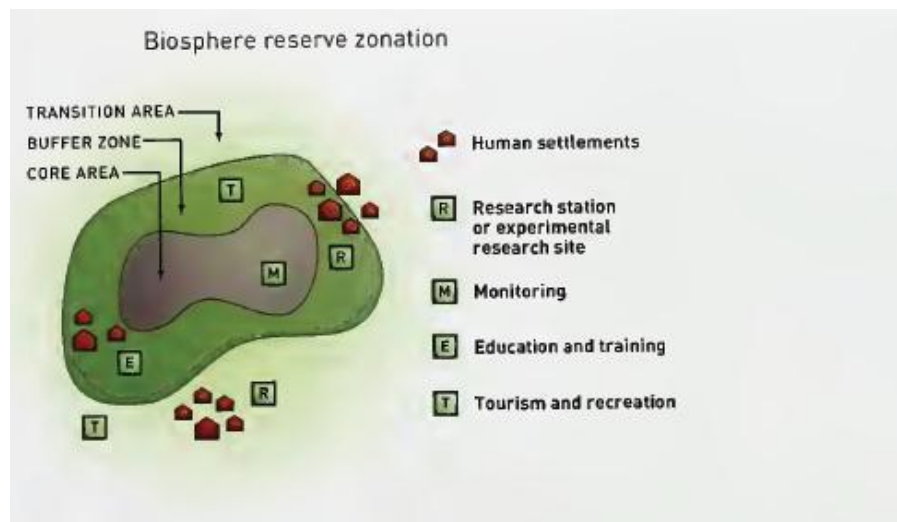 Biosphere reserve zonation
TRANSITION AREA
BUFFER ZONE
CORE AREA
T
R
M
E
R
T
Human settlements
R
Research station
or experimental
research site
M
Monitoring
E
Education and training
T
Tourism and recreation